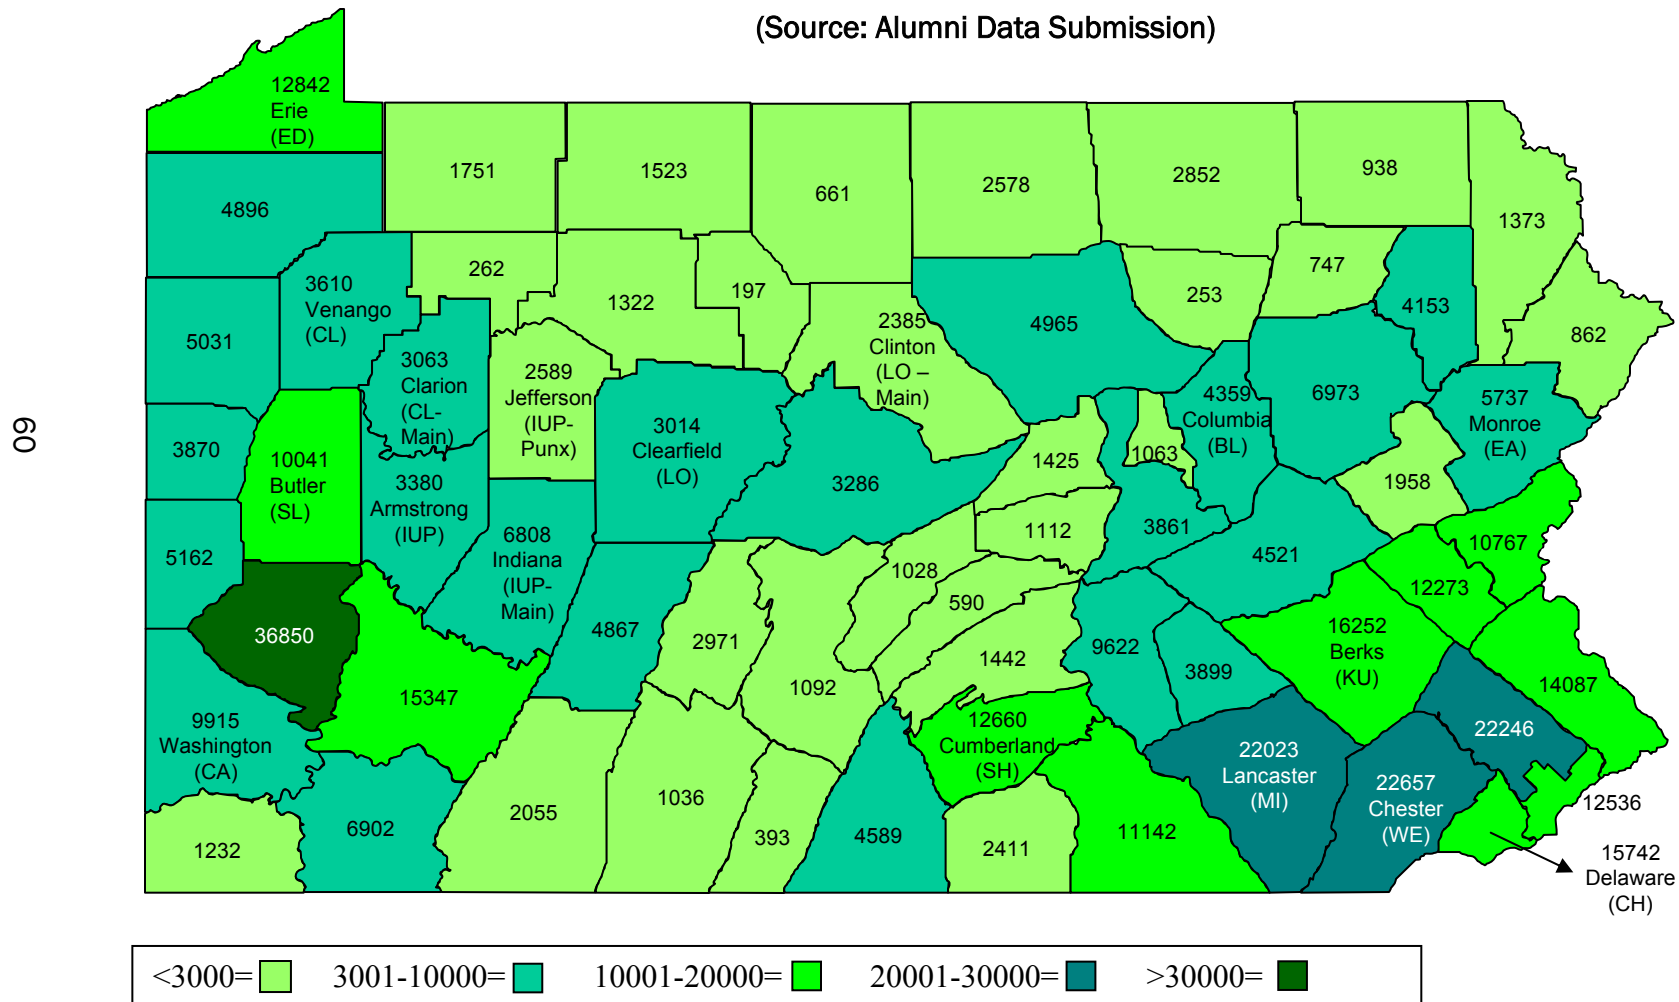 (Source: Alumni Data Submission)
12842
Erie
(ED)
1751
1523
661
2578
2852
938
1373
4896
3610
Venango
(CL)
262
1322
197
2385
Clinton
(LO –
Main)
4965
253
747
4153
862
5031
3063
Clarion
(CL-
Main)
2589
Jefferson
(IUP-
Punx)
3014
Clearfield
(LO)
3286
1425
1063
4359
Columbia
(BL)
6973
5737
Monroe
(EA)
3870
10041
Butler
(SL)
3380
Armstrong
(IUP)
6808
Indiana
(IUP-
Main)
1112
3861
4521
1958
10767
12273
5162
36850
15347
4867
2971
1092
1028
590
1442
9622
3899
16252
Berks
(KU)
14087
9915
Washington
(CA)
12660
Cumberland
(SH)
22023
Lancaster
(MI)
22657
Chester
(WE)
22246
12536
1232
6902
2055
1036
393
4589
2411
11142
15742
Delaware
(CH)
60
<3000=
3001-10000=
10001-20000=
20001-30000=
>30000=